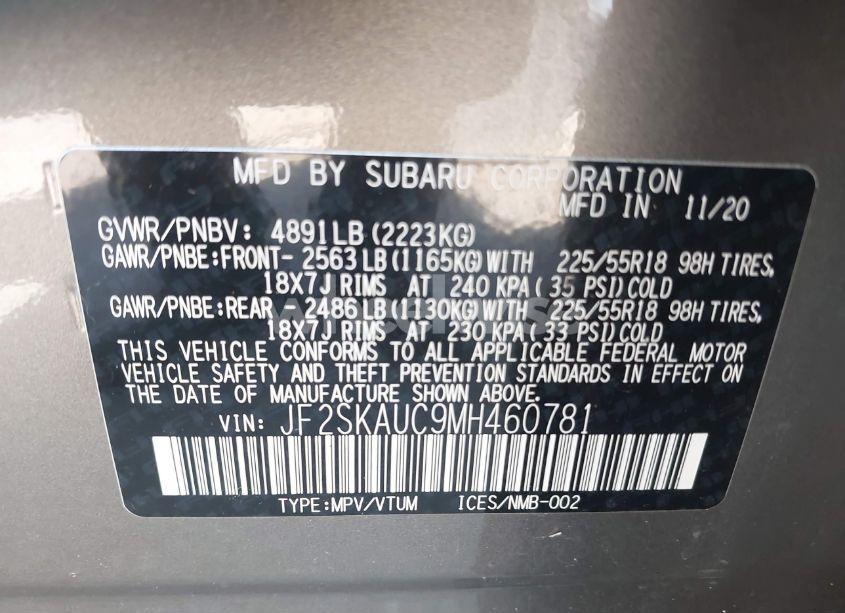 MFD BY SUBARU CORPORATION
MFD IN 11/20
GVWR/PNBV: 4891LB (2223KG)
GAWR/PNBE:FRONT- 2563 LB (1165KG) WITH 225/55R18 98H TIRES,
18X7J RIMS AT 240 KPA ( 35 PSI) COLD
GAWR/PNBE:REAR - 2486 LB (1130KG) WITH 225/55R18 98H TIRES,
18X7J RIMS AT 230 KPA ( 33 PSI) COLD
THIS VEHICLE CONFORMS TO ALL APPLICABLE FEDERAL MOTOR
VEHICLE SAFETY AND THEFT PREVENTION STANDARDS IN EFFECT ON
THE DATE OF MANUFACTURE SHOWN ABOVE.
VIN: JF2SKAUC9MH460781
TYPE:MPV/VTUM ICES/NMB-002